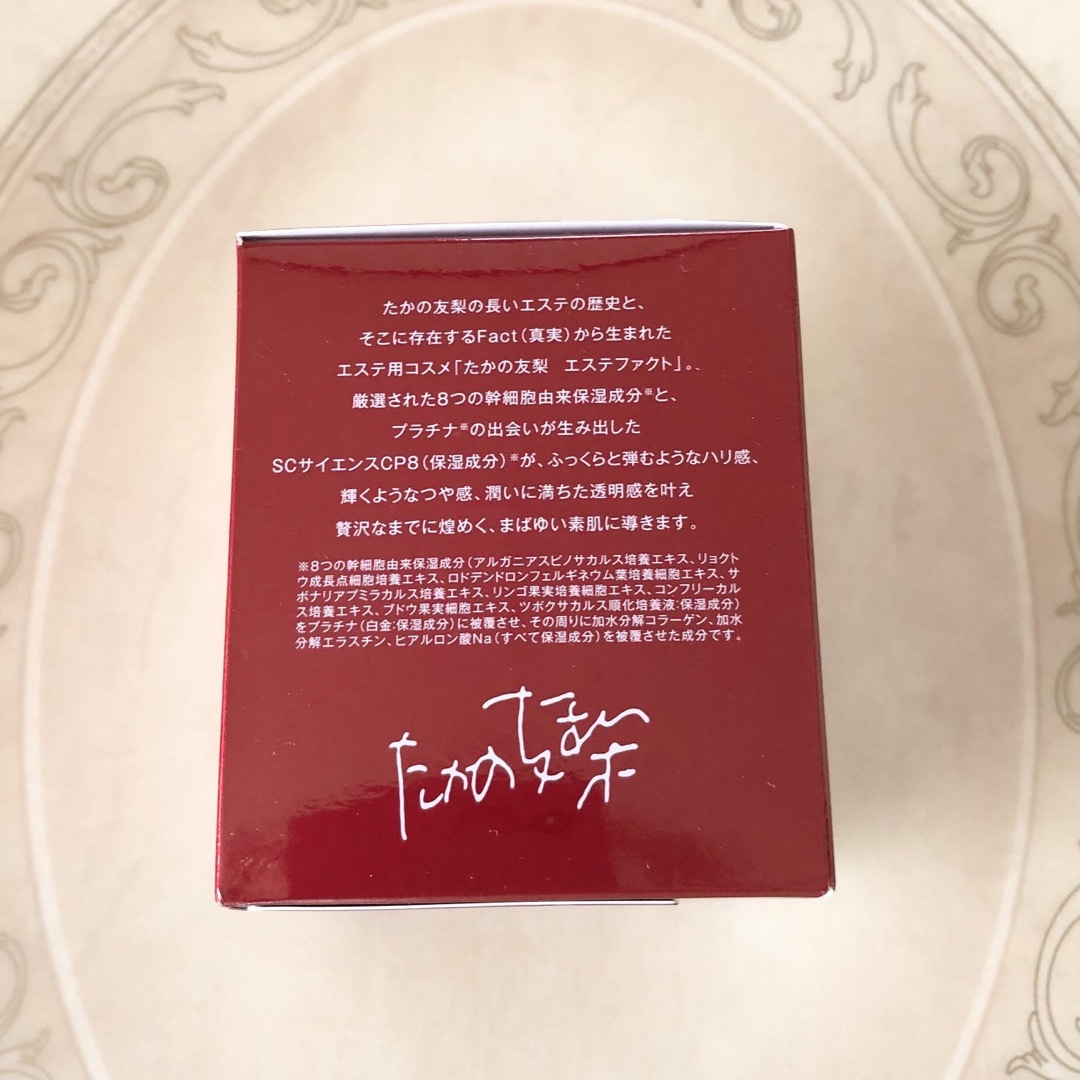 たかの友梨の長いエステの歴史と、
そこに存在するFact（真実）から生まれた
エステ用コスメ「たかの友梨　エステファクト」。
厳選された8つの幹細胞由来保湿成分※と、
プラチナ※の出会いが生み出した
SCサイエンスCP8（保湿成分）※が、ふっくらと弾むようなハリ感、
輝くようなつや感、潤いに満ちた透明感を叶え
贅沢なまでに煌めく、まばゆい素肌に導きます。
※8つの幹細胞由来保湿成分（アルガニアスピノサカルス培養エキス、リョクト
ウ成長点細胞培養エキス、ロドデンドロンフェルギネウム葉培養細胞エキス、サ
ポナリアプミラカルス培養エキス、リンゴ果実培養細胞エキス、コンフリーカル
ス培養エキス、ブドウ果実細胞エキス、ツボクサカルス順化培養液:保湿成分）
をプラチナ（白金:保湿成分）に被覆させ、その周りに加水分解コラーゲン、加水
分解エラスチン、ヒアルロン酸Na（すべて保湿成分）を被覆させた成分です。
たかの友梨